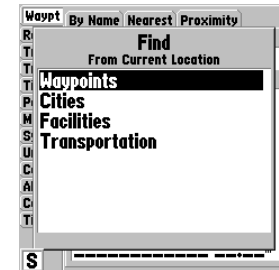 Waypt By Name Nearest Proximity
Find
From Current Location
Waypoints
Cities
Facilities
Transportation
R
T
T
T
P
M
S
U
C
A
C
T
S